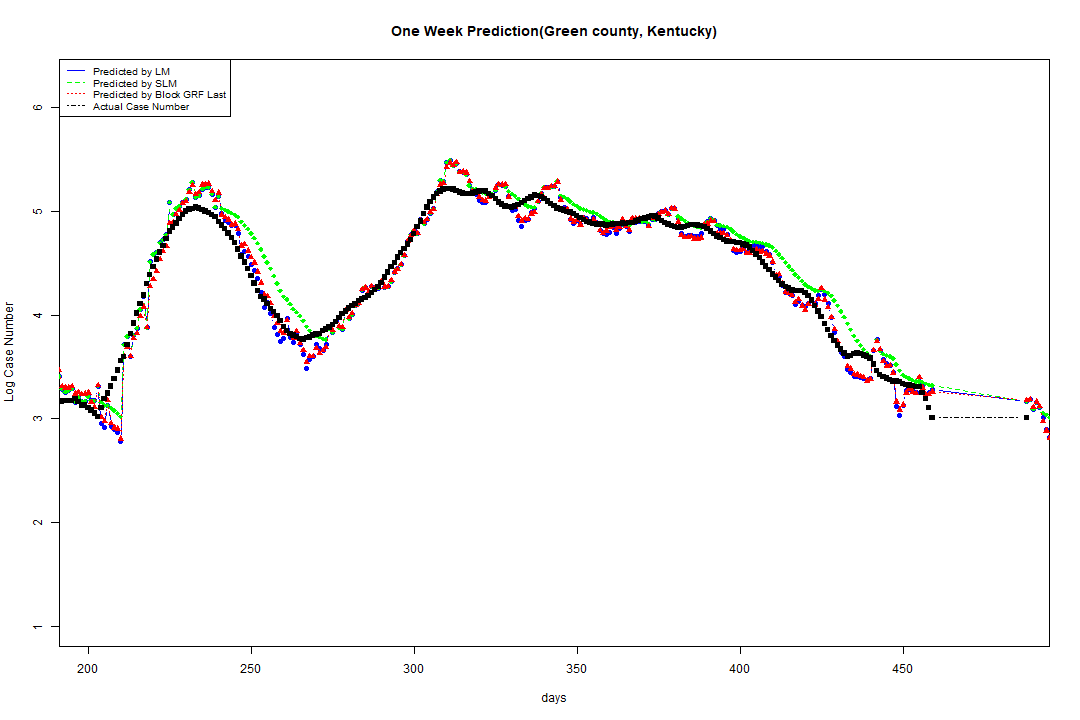 One Week Prediction(Green county, Kentucky)
Predicted by LM
Predicted by SLM
Predicted by Block GRF Last
Actual Case Number
6
5
4
3
2
1
Log Case Number
200 250 300 350 400 450
days